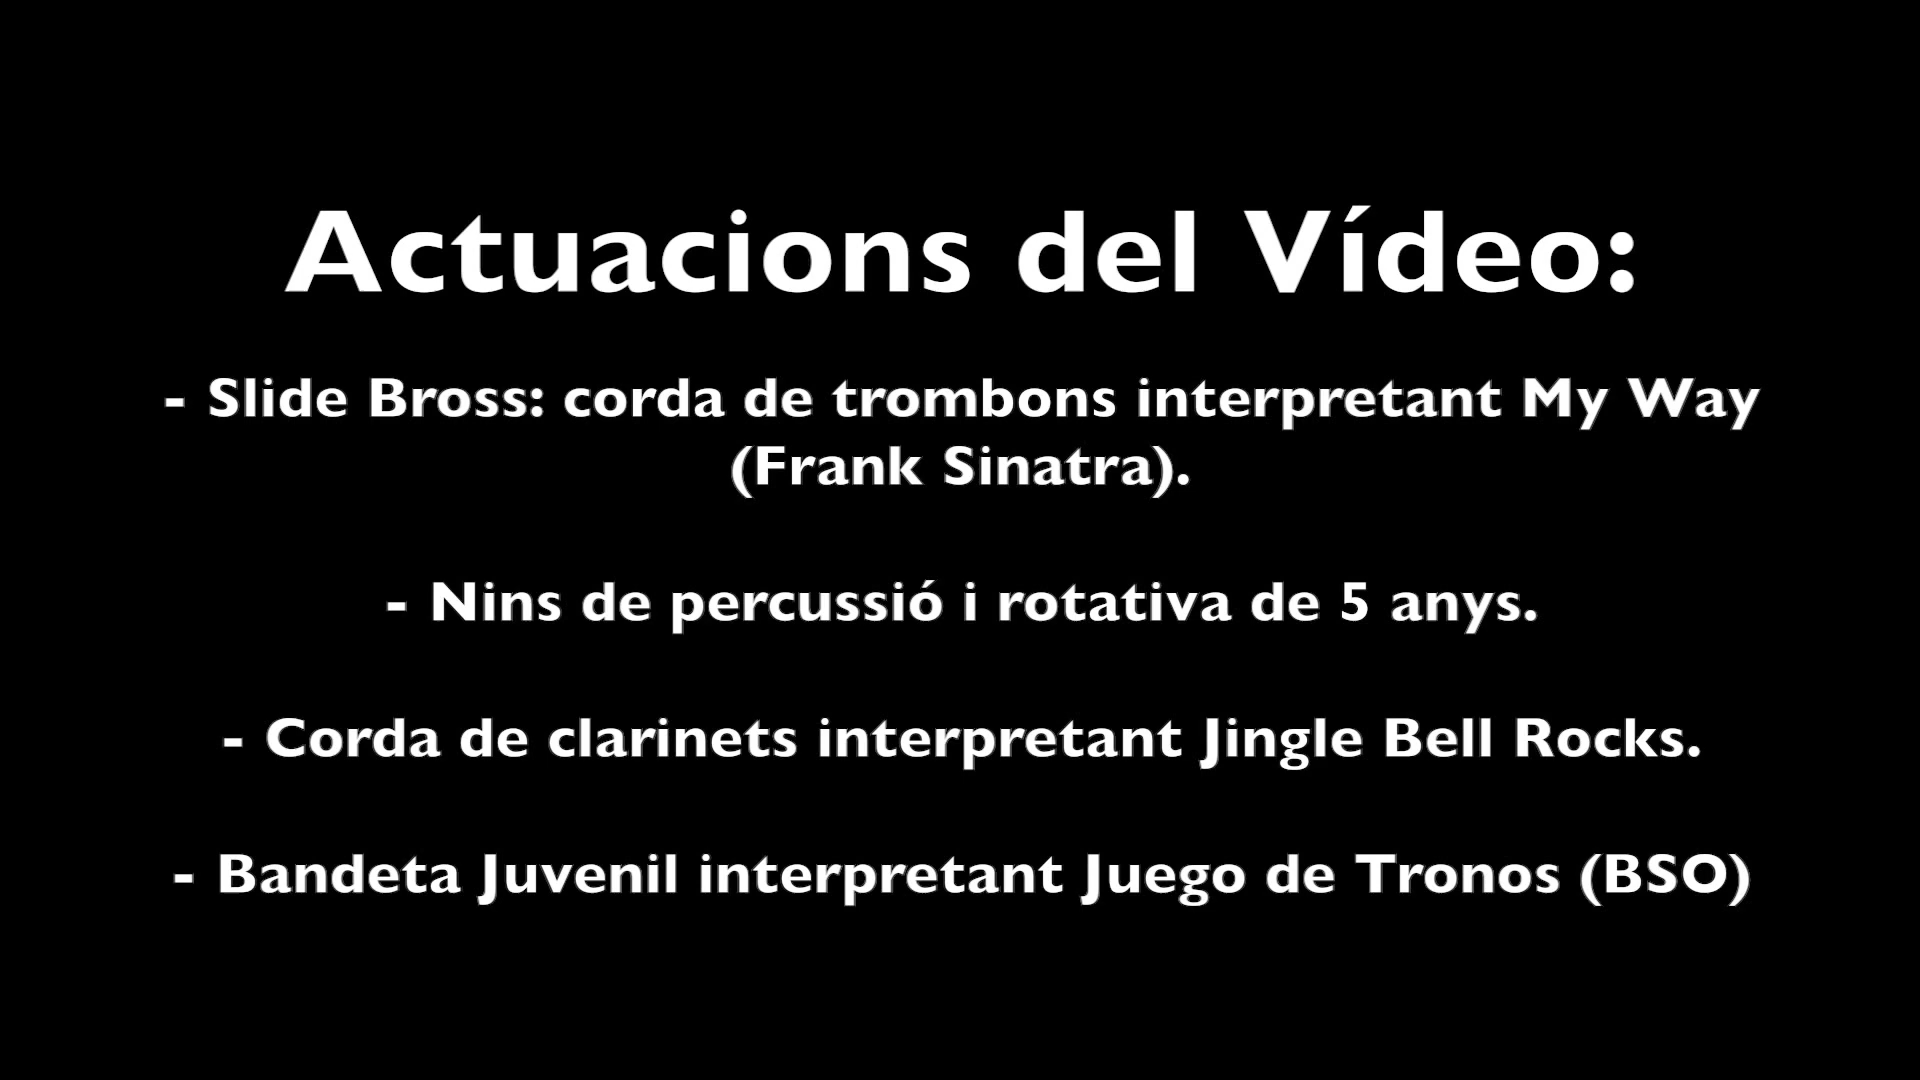 Actuacions del Vídeo:
- Slide Bross: corda de trombons interpretant My Way
(Frank Sinatra).
- Nins de percussió i rotativa de 5 anys.
- Corda de clarinets interpretant Jingle Bell Rocks.
- Bandeta Juvenil interpretant Juego de Tronos (BSO)